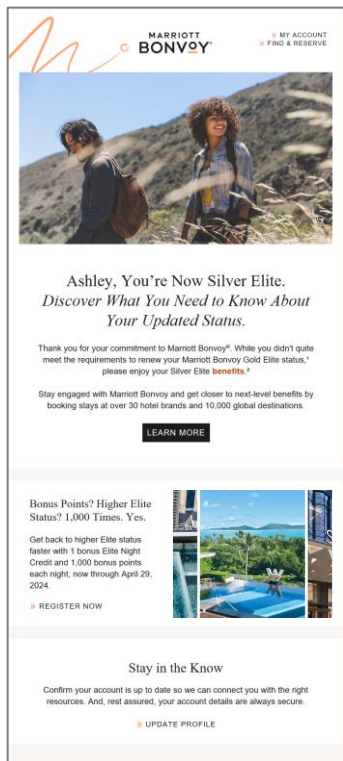 MARRIOTT
BONVOY®
» MY ACCOUNT
» FIND & RESERVE
Ashley, You're Now Silver Elite.
Discover What You Need to Know About
Your Updated Status.
Thank you for your commitment to Marriott Bonvoy®. While you didn't quite
meet the requirements to renew your Marriott Bonvoy Gold Elite status,¹
please enjoy your Silver Elite benefits.²
Stay engaged with Marriott Bonvoy and get closer to next-level benefits by
booking stays at over 30 hotel brands and 10,000 global destinations.
LEARN MORE
Bonus Points? Higher Elite
Status? 1,000 Times. Yes.
Get back to higher Elite status
faster with 1 bonus Elite Night
Credit and 1,000 bonus points
each night, now through April 29,
2024.
» REGISTER NOW
W
Stay in the Know
Confirm your account is up to date so we can connect you with the right
resources. And, rest assured, your account details are always secure.
» UPDATE PROFILE